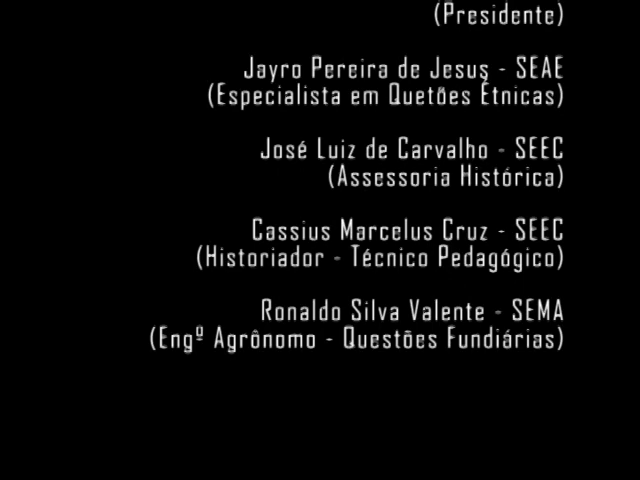 (Presidente)
Jayro Pereira de Jesus - SEAE
(Especialista em Quetões Étnicas)
José Luiz de Carvalho - SEEC
(Assessoria Histórica)
Cassius Marcelus Cruz - SEEC
(Historiador - Técnico Pedagógico)
Ronaldo Silva Valente - SEMA
(Engº Agrônomo - Questões Fundiárias)